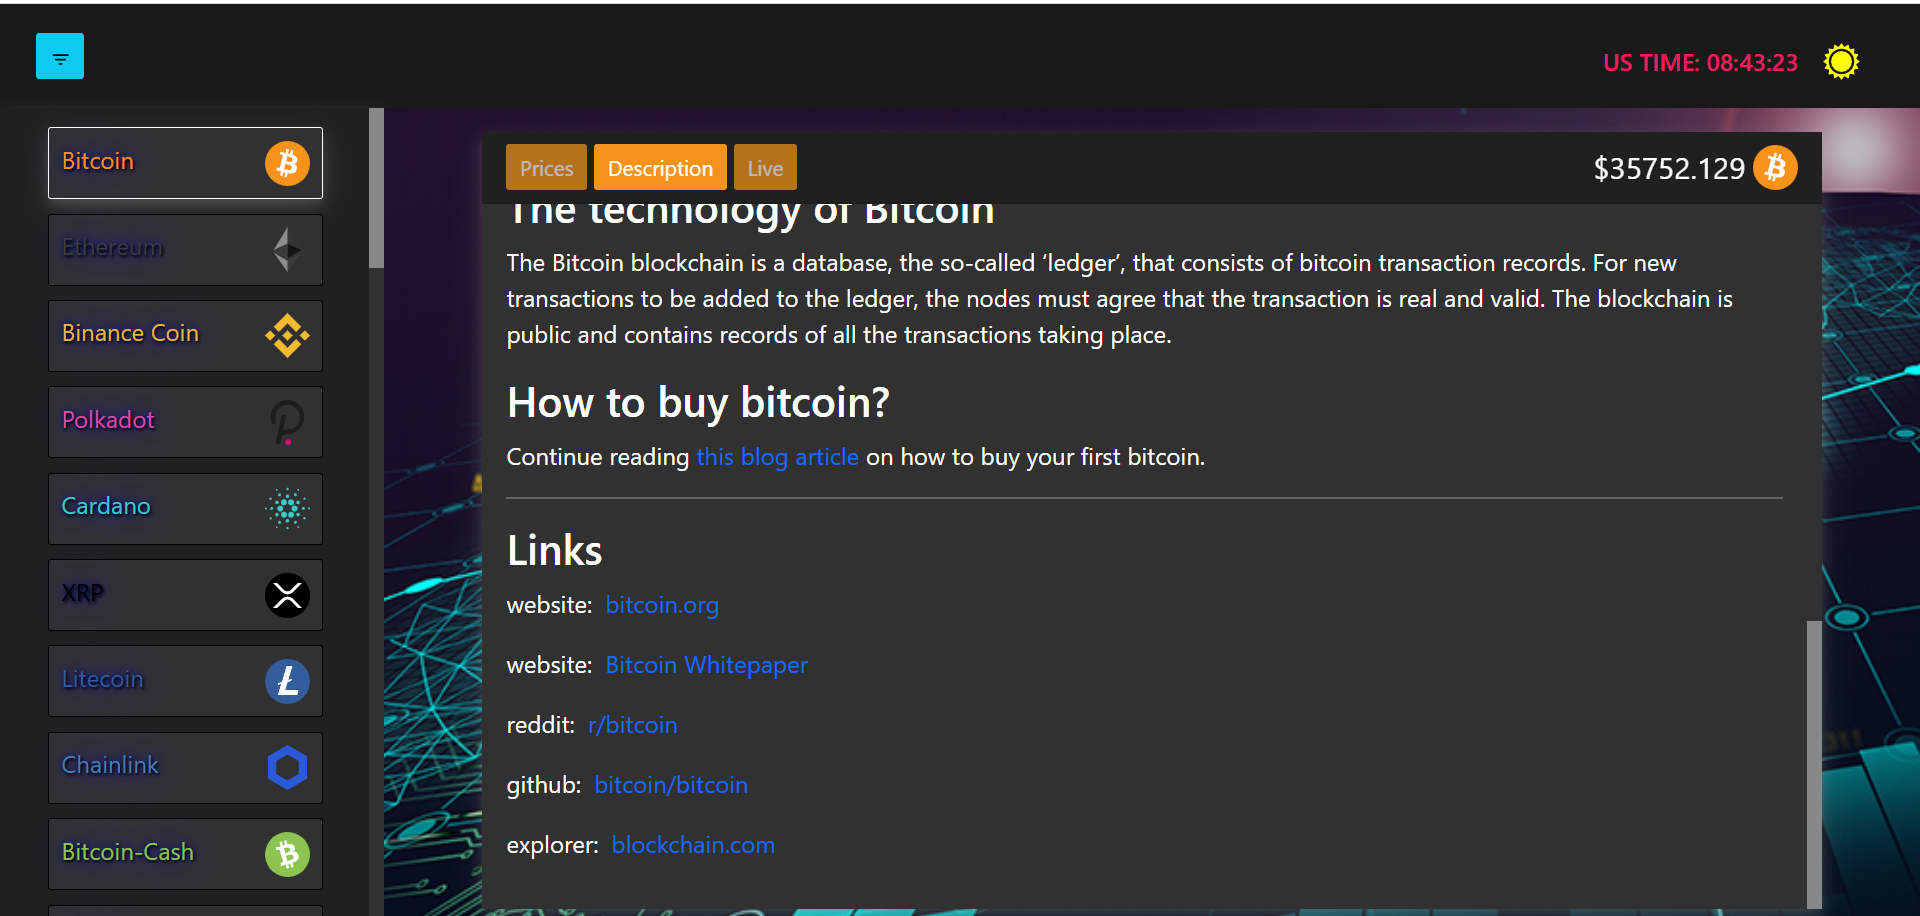 US TIME: 08:43:23
Bitcoin
Ethereum
Binance Coin
Polkadot
Cardano
XRP
Litecoin
Chainlink
Bitcoin-Cash
Prices Description Live $35752.129
The technology of Bitcoin
The Bitcoin blockchain is a database, the so-called ‘ledger’, that consists of bitcoin transaction records. For new
transactions to be added to the ledger, the nodes must agree that the transaction is real and valid. The blockchain is
public and contains records of all the transactions taking place.
How to buy bitcoin?
Continue reading this blog article on how to buy your first bitcoin.
Links
website: bitcoin.org
website: Bitcoin Whitepaper
reddit: r/bitcoin
github: bitcoin/bitcoin
explorer: blockchain.com